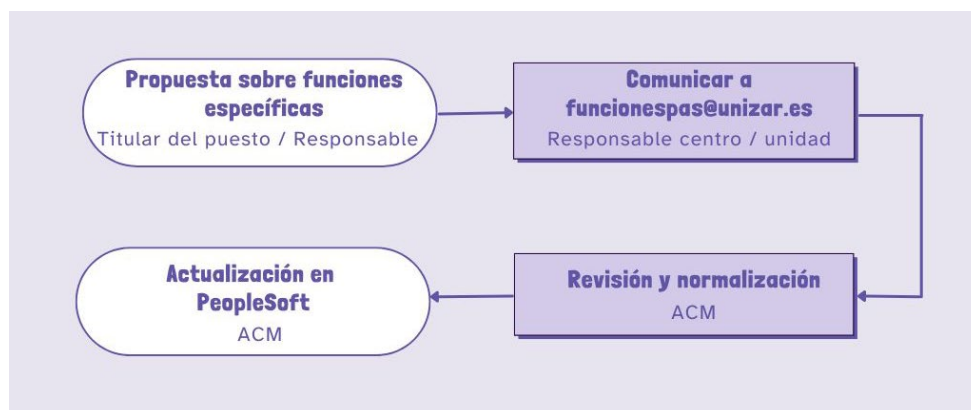 Propuesta sobre funciones
específicas
Titular del puesto / Responsable
Comunicar a
funcionespas@unizar.es
Responsable centro / unidad
Actualización en
PeopleSoft
ACM
Revisión y normalización
ACM